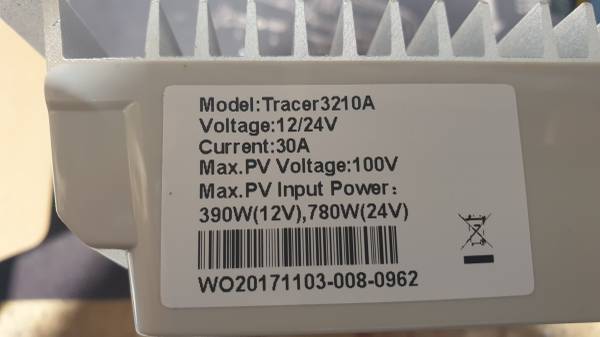 Model:Tracer3210A
Voltage:12/24V
Current:30A
Max.PV Voltage:100V
Max.PV Input Power:
390W(12V),780W(24V)
WO20171103-008-0962